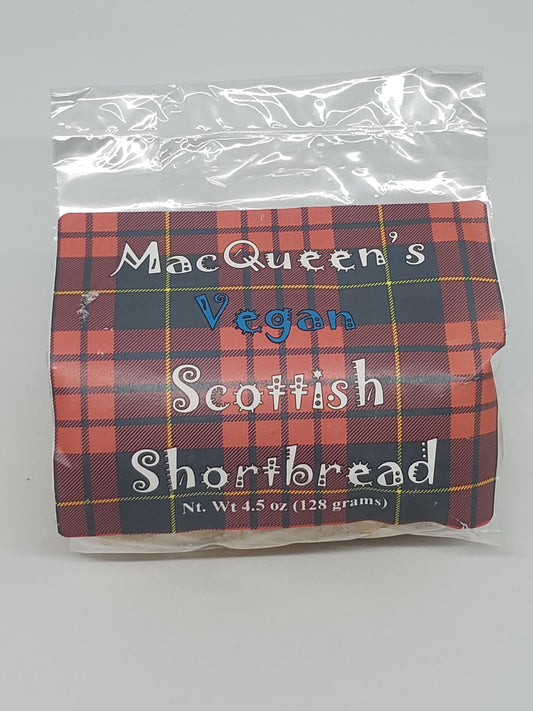 MacQueen's
Vegan
Scottish
Shortbread
Nt. Wt 4.5 oz (128 grams)